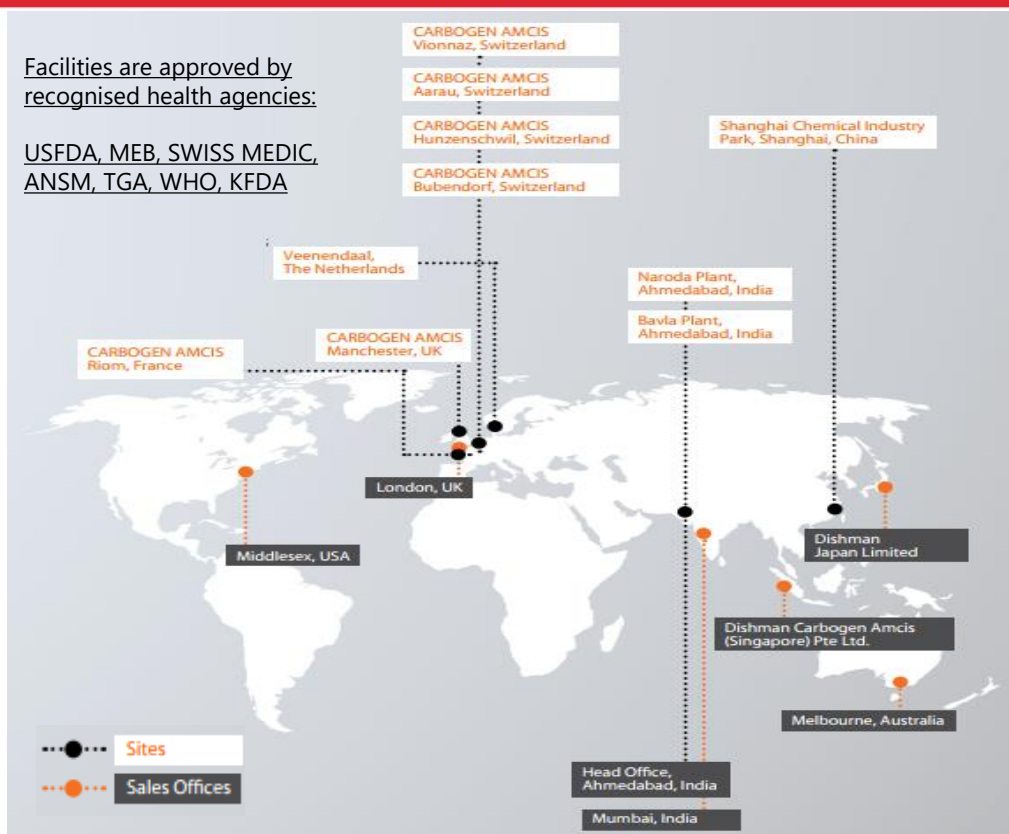 Facilities are approved by
recognised health agencies:
USFDA, MEB, SWISS MEDIC,
ANSM, TGA, WHO, KFDA
CARBOGEN AMCIS
Vionnaz, Switzerland
CARBOGEN AMCIS
Aarau, Switzerland
CARBOGEN AMCIS
Hunzenschwil, Switzerland
CARBOGEN AMCIS
Bubendorf, Switzerland
Shanghai Chemical Industry
Park, Shanghai, China
Veenendaal,
The Netherlands
Naroda Plant,
Ahmedabad, India
Bavla Plant,
Ahmedabad, India
CARBOGEN AMCIS
Manchester, UK
CARBOGEN AMCIS
Riom, France
London, UK
Middlesex, USA
Dishman
Japan Limited
Dishman Carbogen Amcis
(Singapore) Pte Ltd.
Melbourne, Australia
Sites
Sales Offices
Head Office,
Ahmedabad, India
Mumbai, India